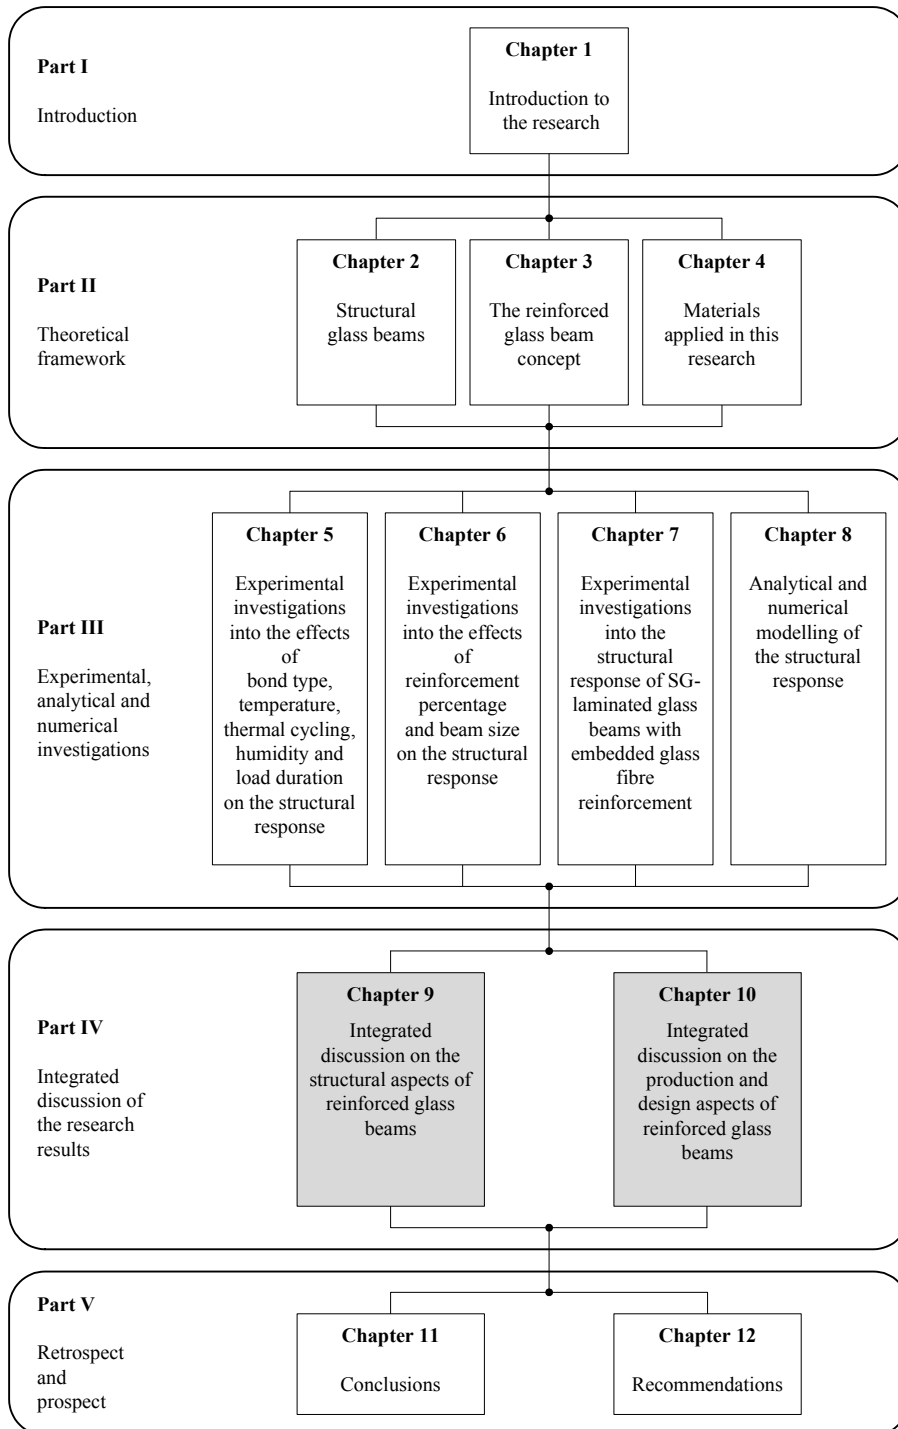 Part I
Introduction
Chapter 1
Introduction to
the research
Part II
Theoretical
framework
Chapter 2
Structural
glass beams
Chapter 3
The reinforced
glass beam
concept
Chapter 4
Materials
applied in this
research
Part III
Experimental,
analytical and
numerical
investigations
Chapter 5
Experimental
investigations
into the effects
of
bond type,
temperature,
thermal cycling,
humidity and
load duration
on the structural
response
Chapter 6
Experimental
investigations
into the effects
of
reinforcement
percentage
and beam size
on the structural
response
Chapter 7
Experimental
investigations
into the
structural
response of SG-
laminated glass
beams with
embedded glass
fibre
reinforcement
Chapter 8
Analytical and
numerical
modelling of
the structural
response
Part IV
Integrated
discussion of
the research
results
Chapter 9
Integrated
discussion on the
structural aspects of
reinforced glass
beams
Chapter 10
Integrated
discussion on the
production and
design aspects of
reinforced glass
beams
Part V
Retrospect
and
prospect
Chapter 11
Conclusions
Chapter 12
Recommendations